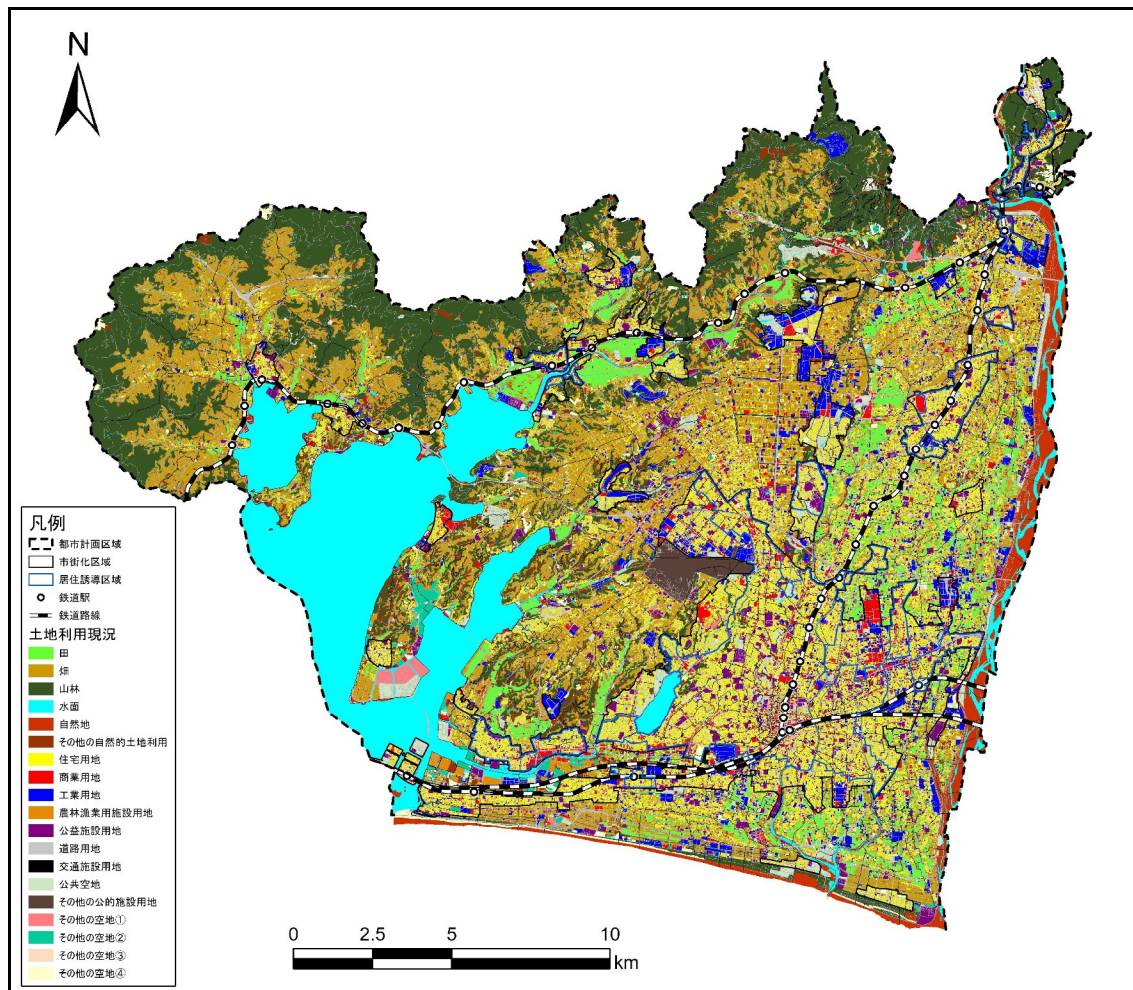 N
凡例
都市計画区域
市街化区域
居住誘導区域
鉄道駅
鉄道路線
土地利用現況
田
畑
山林
水面
自然地
その他の自然的土地利用
住宅用地
商業用地
工業用地
農林漁業用施設用地
公益施設用地
道路用地
交通施設用地
公共空地
その他の公的施設用地
その他の空地①
その他の空地②
その他の空地③
その他の空地④
0 2.5 5 10
km